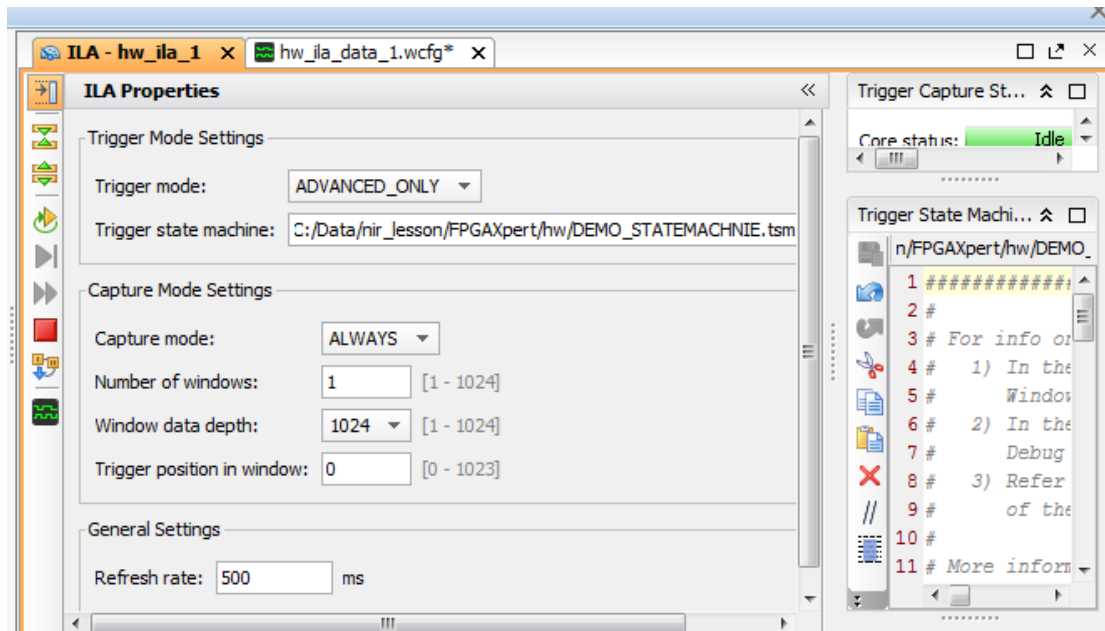 ILA - hw_ila_1
hw_ila_data_1.wcfg*
ILA Properties
Trigger Mode Settings
Trigger mode: ADVANCED_ONLY
Trigger state machine: C:/Data/nir_lesson/FPGAXpert/hw/DEMO_STATEMACHNIE.tsm
Capture Mode Settings
Capture mode: ALWAYS
Number of windows: 1 [1 - 1024]
Window data depth: 1024 [1 - 1024]
Trigger position in window: 0 [0 - 1023]
General Settings
Refresh rate: 500 ms
Trigger Capture St...
Core status: Idle
Trigger State Machi...
n/FPGAXpert/hw/DEMO_
1 #############
2 #
3 # For info on
4 # 1) In the
5 # Window
6 # 2) In the
7 # Debug
8 # 3) Refer
9 # of the
10 #
11 # More inform